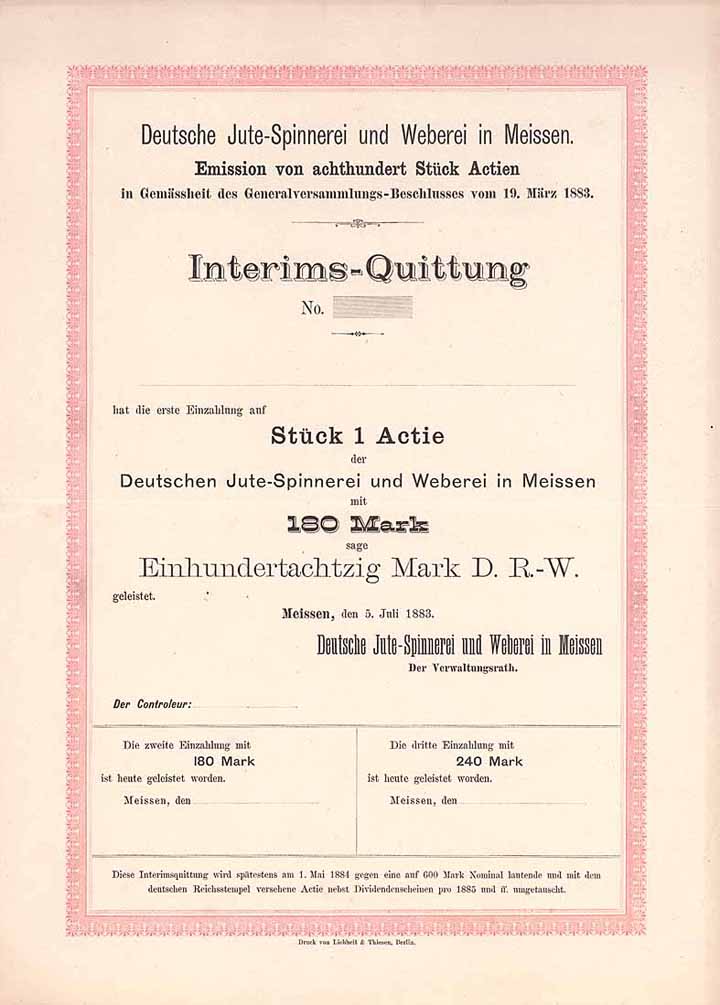 Deutsche Jute-Spinnerei und Weberei in Meissen.
Emission von achthundert Stück Actien
in Gemässheit des Generalversammlungs-Beschlusses vom 19. März 1883.
Interims-Quittung
No.
hat die erste Einzahlung auf
Stück 1 Actie
der
Deutschen Jute-Spinnerei und Weberei in Meissen
mit
180 Mark
sage
Einhundertachtzig Mark D. R.-W.
geleistet.
Meissen, den 5. Juli 1883.
Deutsche Jute-Spinnerei und Weberei in Meissen
Der Verwaltungsrath.
Der Controleur:
Die zweite Einzahlung mit
180 Mark
ist heute geleistet worden.
Meissen, den
Die dritte Einzahlung mit
240 Mark
ist heute geleistet worden.
Meissen, den
Diese Interimsquittung wird spätestens am 1. Mai 1884 gegen eine auf 600 Mark Nominal lautende und mit dem
deutschen Reichsstempel versehene Actie nebst Dividendenscheinen pro 1885 und ff. umgetauscht.
Druck von Liebheit & Thiesen, Berlin.